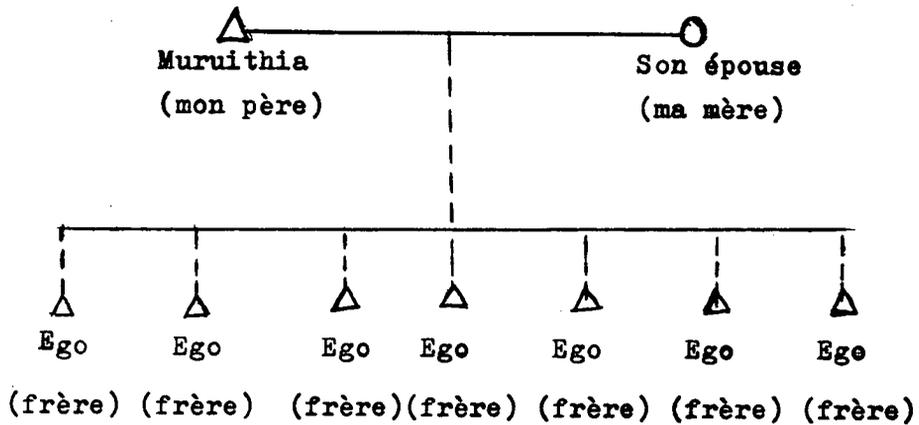 Muruithia Son épouse
(mon père) (ma mère)
Ego Ego Ego Ego Ego Ego Ego
(frère) (frère) (frère) (frère) (frère) (frère) (frère)